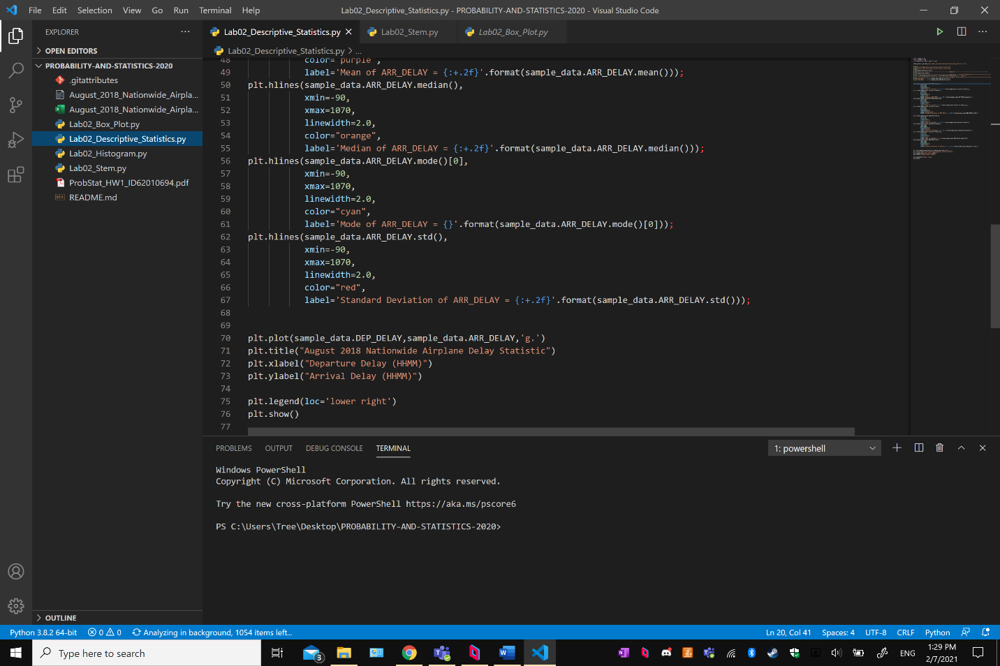 File Edit Selection View Go Run Terminal Help
Lab02_Descriptive_Statistics.py - PROBABILITY-AND-STATISTICS-2020 - Visual Studio Code
EXPLORER
OPEN EDITORS
PROBABILITY-AND-STATISTICS-2020
.gitattributes
August_2018_Nationwide_Airpla...
August_2018_Nationwide_Airpla...
Lab02_Box_Plot.py
Lab02_Descriptive_Statistics.py
Lab02_Histogram.py
Lab02_Stem.py
ProbStat_HW1_ID62010694.pdf
README.md
OUTLINE
Lab02_Descriptive_Statistics.py Lab02_Stem.py Lab02_Box_Plot.py
Lab02_Descriptive_Statistics.py > ...
48 color="purple",
49 label='Mean of ARR_DELAY = {:+.2f}'.format(sample_data.ARR_DELAY.mean()));
50 plt.hlines(sample_data.ARR_DELAY.median(),
51 xmin=-90,
52 xmax=1070,
53 linewidth=2.0,
54 color="orange",
55 label='Median of ARR_DELAY = {:+.2f}'.format(sample_data.ARR_DELAY.median()));
56 plt.hlines(sample_data.ARR_DELAY.mode()[0],
57 xmin=-90,
58 xmax=1070,
59 linewidth=2.0,
60 color="cyan",
61 label='Mode of ARR_DELAY = {}'.format(sample_data.ARR_DELAY.mode()[0]));
62 plt.hlines(sample_data.ARR_DELAY.std(),
63 xmin=-90,
64 xmax=1070,
65 linewidth=2.0,
66 color="red",
67 label='Standard Deviation of ARR_DELAY = {:+.2f}'.format(sample_data.ARR_DELAY.std()));
68
69
70 plt.plot(sample_data.DEP_DELAY,sample_data.ARR_DELAY,'g.')
71 plt.title("August 2018 Nationwide Airplane Delay Statistic")
72 plt.xlabel("Departure Delay (HHMM)")
73 plt.ylabel("Arrival Delay (HHMM)")
74
75 plt.legend(loc='lower right')
76 plt.show()
77
PROBLEMS OUTPUT DEBUG CONSOLE TERMINAL
1: powershell
Windows PowerShell
Copyright (C) Microsoft Corporation. All rights reserved.
Try the new cross-platform PowerShell https://aka.ms/pscore6
PS C:\Users\Tree\Desktop\PROBABILITY-AND-STATISTICS-2020>
Python 3.8.2 64-bit 0 0 Analyzing in background, 1054 items left...
Ln 20, Col 41 Spaces: 4 UTF-8 CRLF Python
Type here to search
3
ENG
1:29 PM
2/7/2021